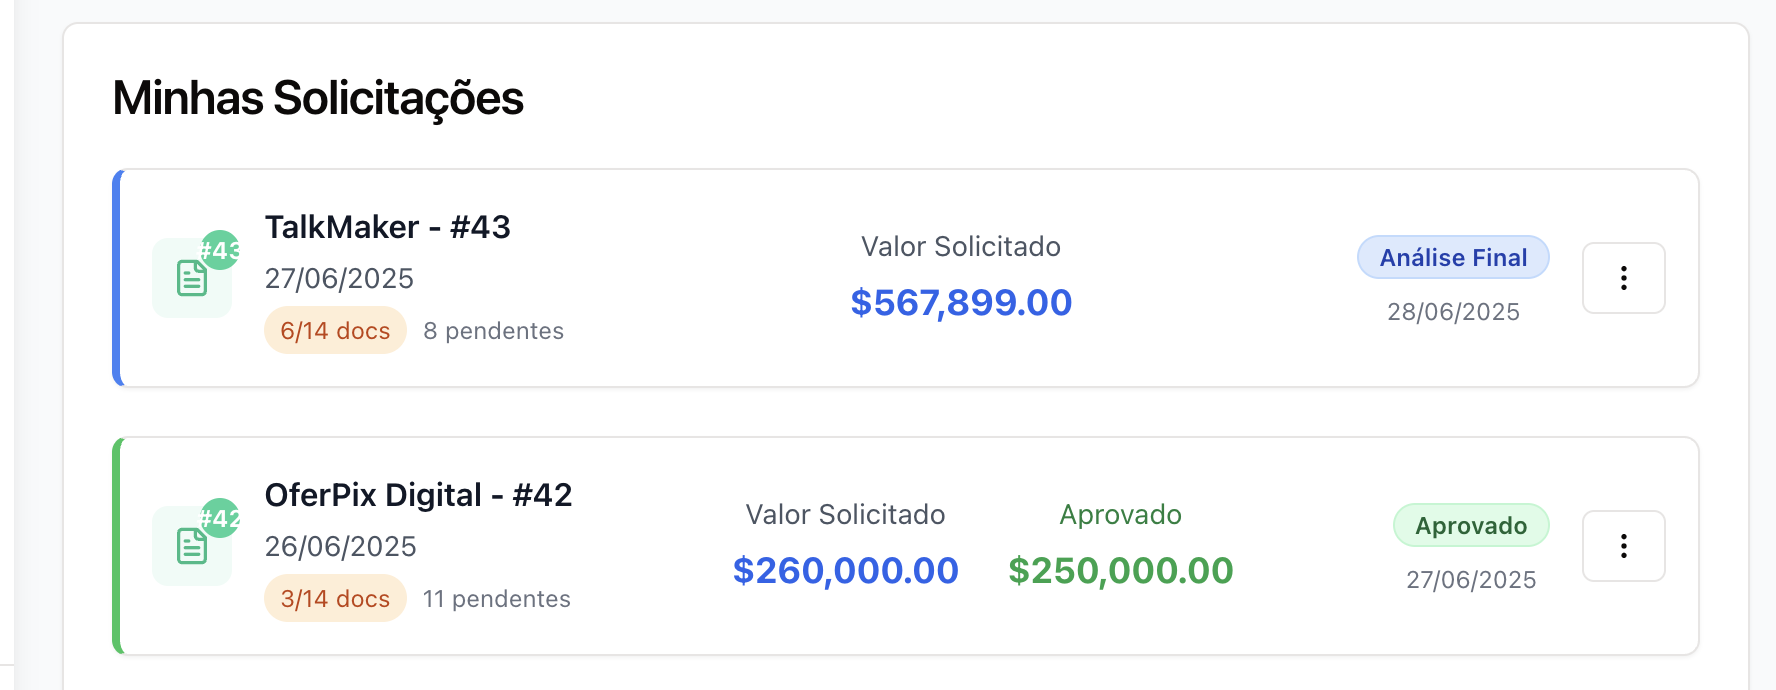 Minhas Solicitações
#43
TalkMaker - #43
27/06/2025
6/14 docs
8 pendentes
Valor Solicitado
$567,899.00
Análise Final
28/06/2025
#42
OferPix Digital - #42
26/06/2025
3/14 docs
11 pendentes
Valor Solicitado
$260,000.00
Aprovado
$250,000.00
Aprovado
27/06/2025